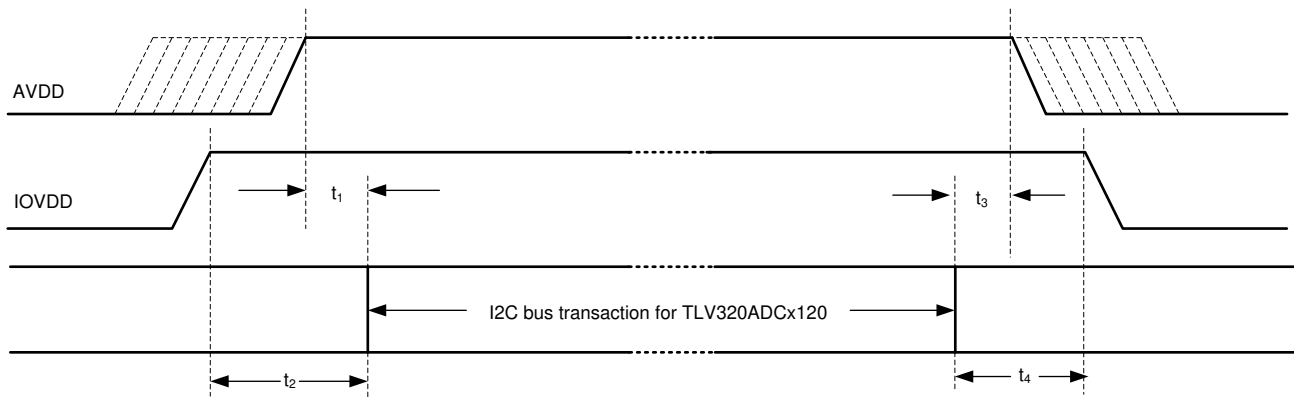 AVDD
t1
t3
IOVDD
I2C bus transaction for TLV320ADCx120
t2
t4